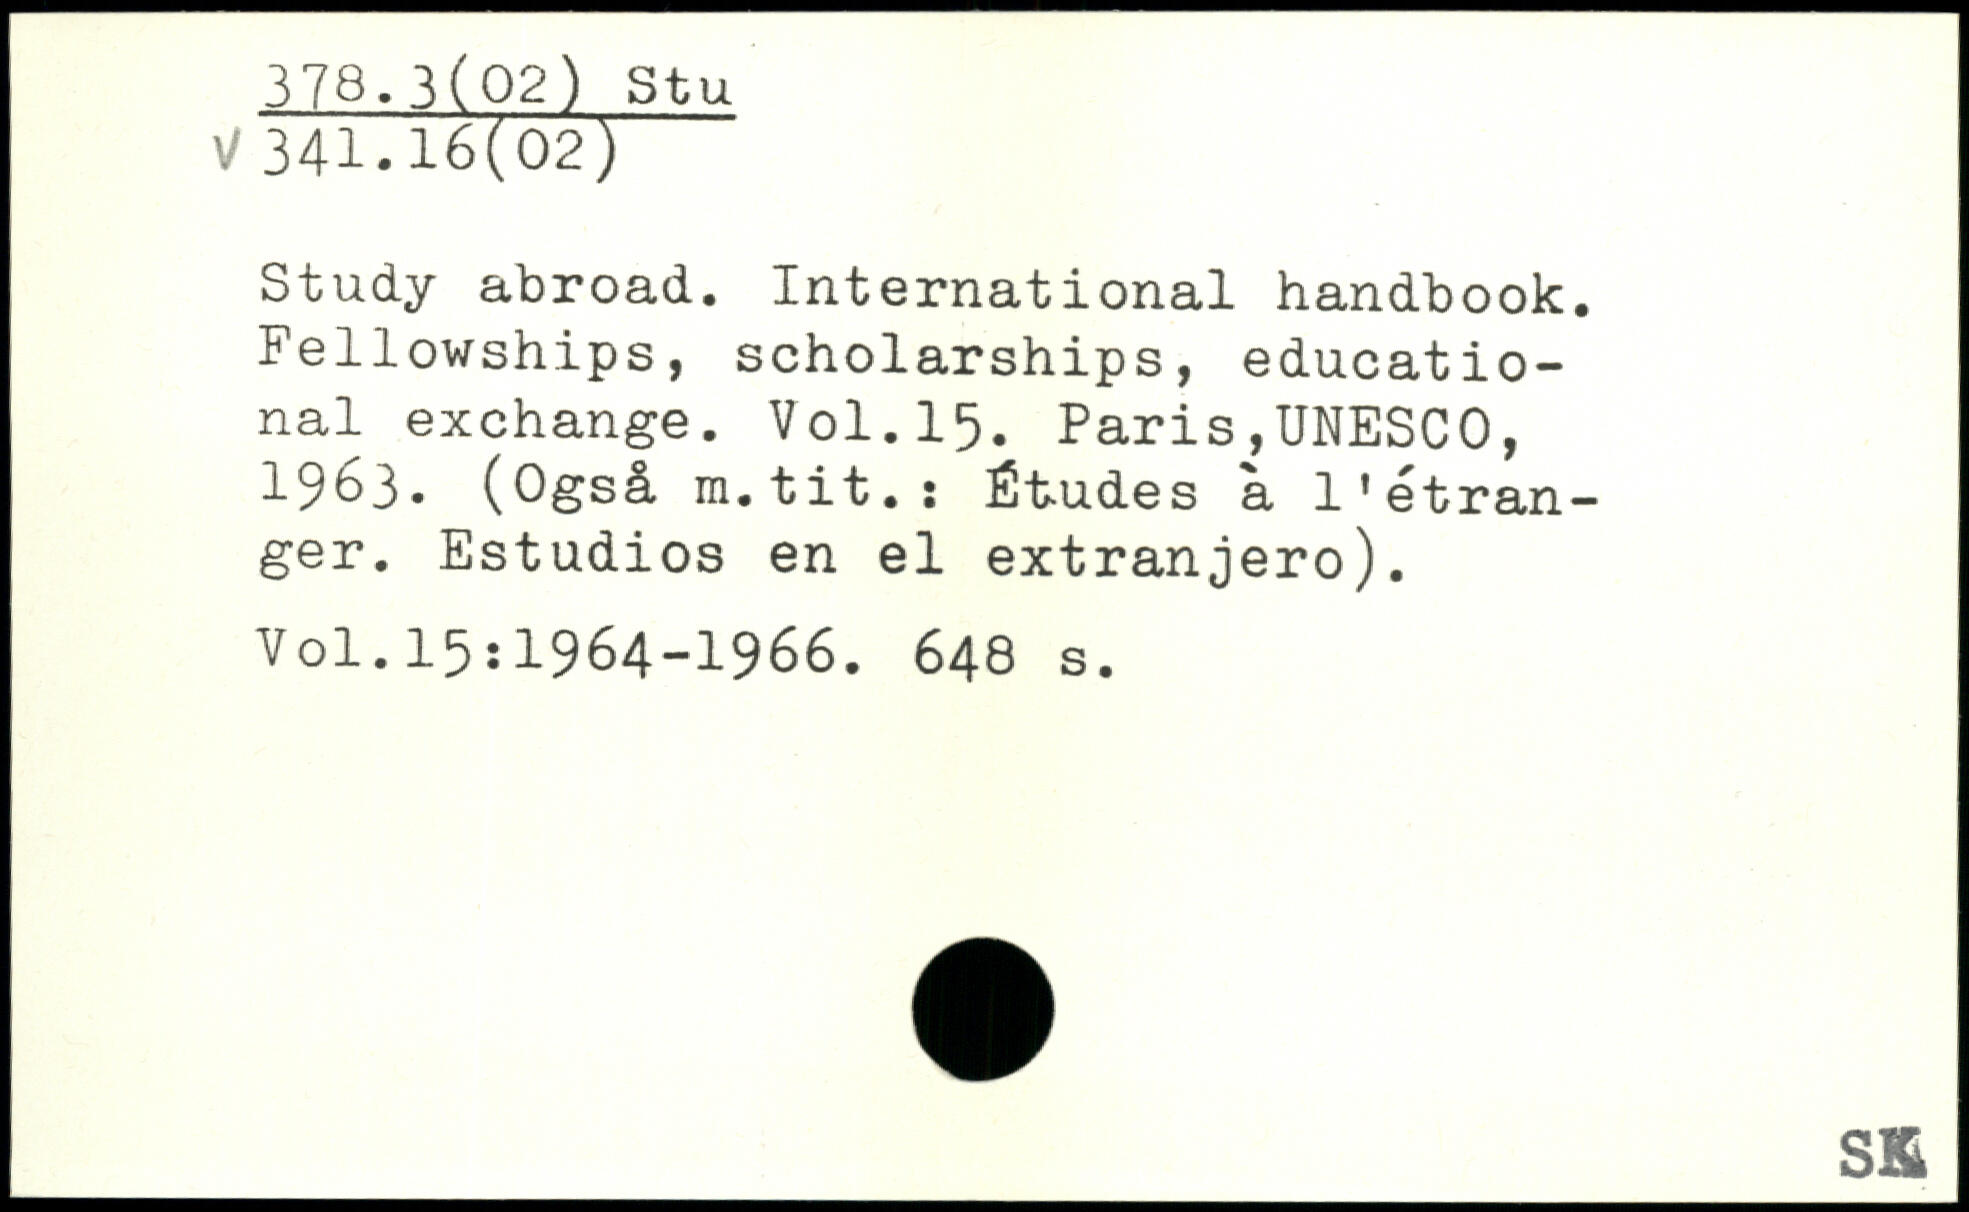 378.3(02) Stu
V 341.16(02)
Study abroad. International handbook.
Fellowships, scholarships, educatio-
nal exchange. Vol.15. Paris,UNESCO,
1963. (Også m.tit.: Études à l'étran-
ger. Estudios en el extranjero).
Vol.15:1964-1966. 648 s.
SK